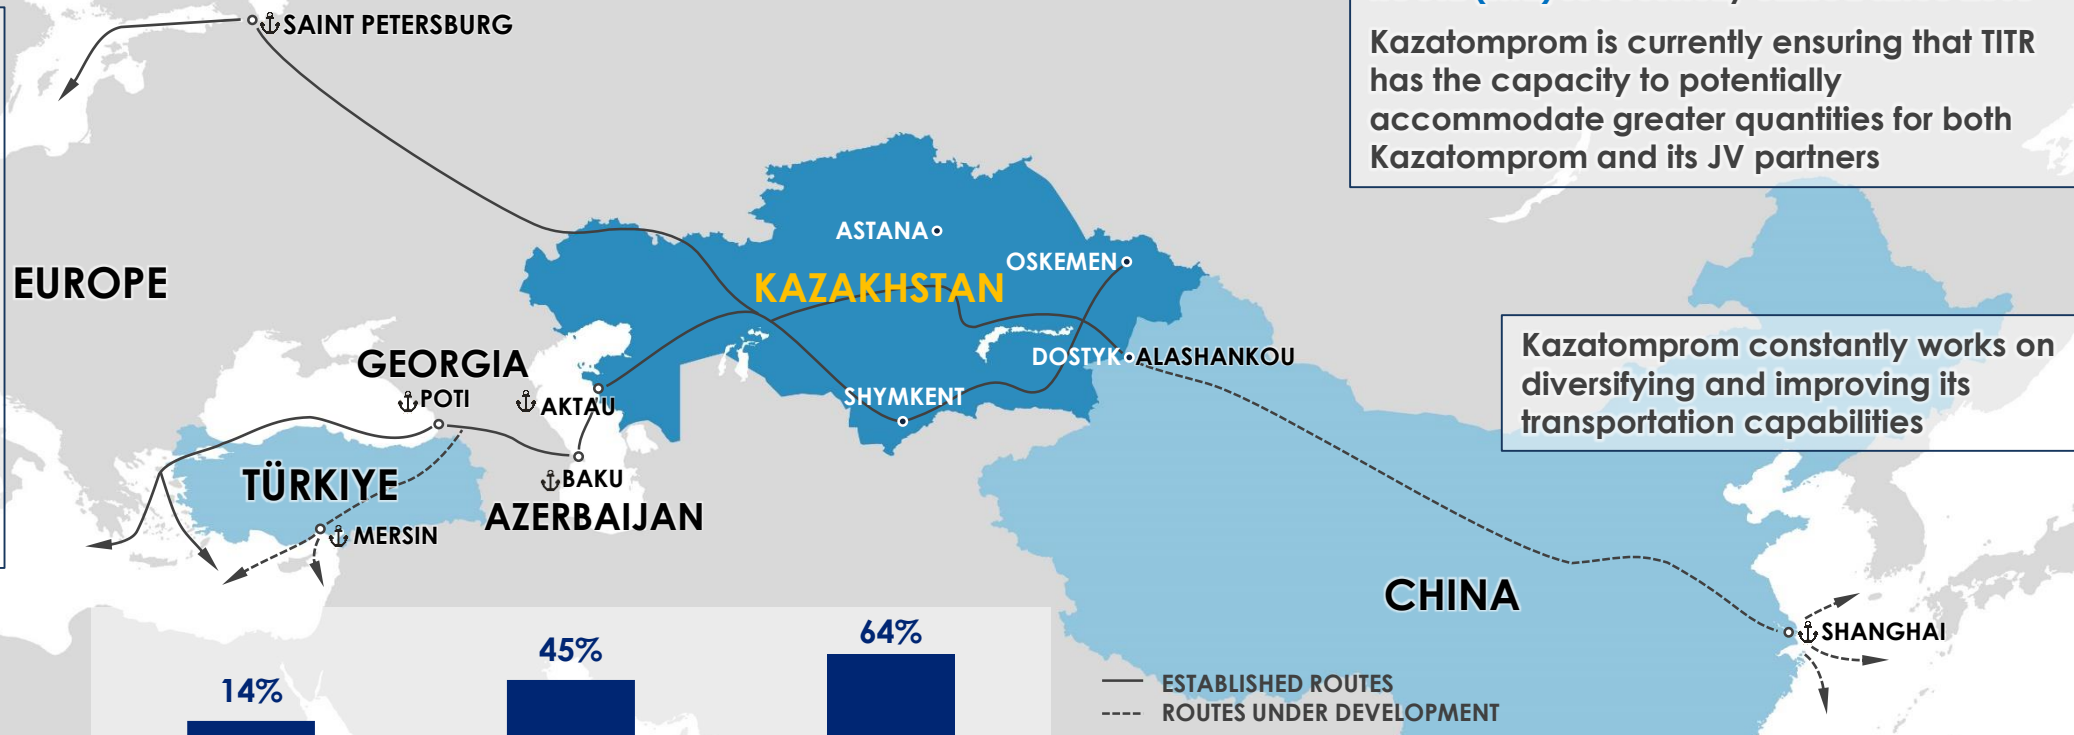 SAINT PETERSBURG
Kazatomprom is currently ensuring that TITR
has the capacity to potentially
accommodate greater quantities for both
Kazatomprom and its JV partners
ASTANA
OSKEMEN
EUROPE
KAZAKHSTAN
GEORGIA
POTI
AKTAU
DOSTYK
ALASHANKOU
SHYMKENT
Kazatomprom constantly works on
diversifying and improving its
transportation capabilities
TÜRKİYE
BAKU
AZERBAIJAN
MERSIN
CHINA
SHANGHAI
14%
45%
64%
ESTABLISHED ROUTES
ROUTES UNDER DEVELOPMENT